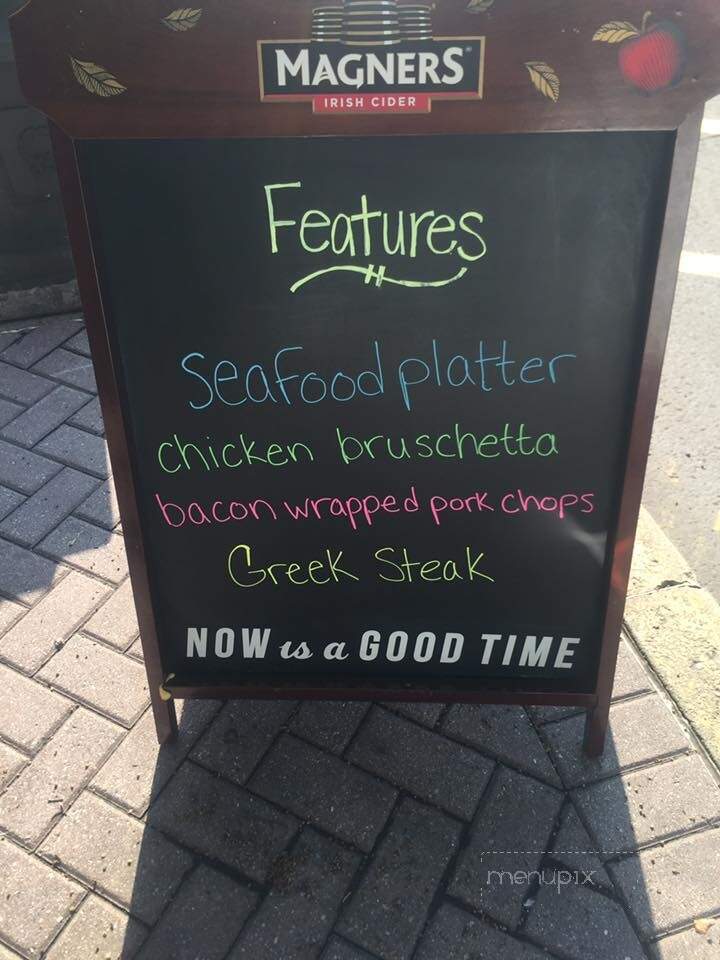 MAGNERS
IRISH CIDER
Features
Seafood platter
chicken bruschetta
bacon wrapped pork chops
Greek Steak
NOW is a GOOD TIME
menupix